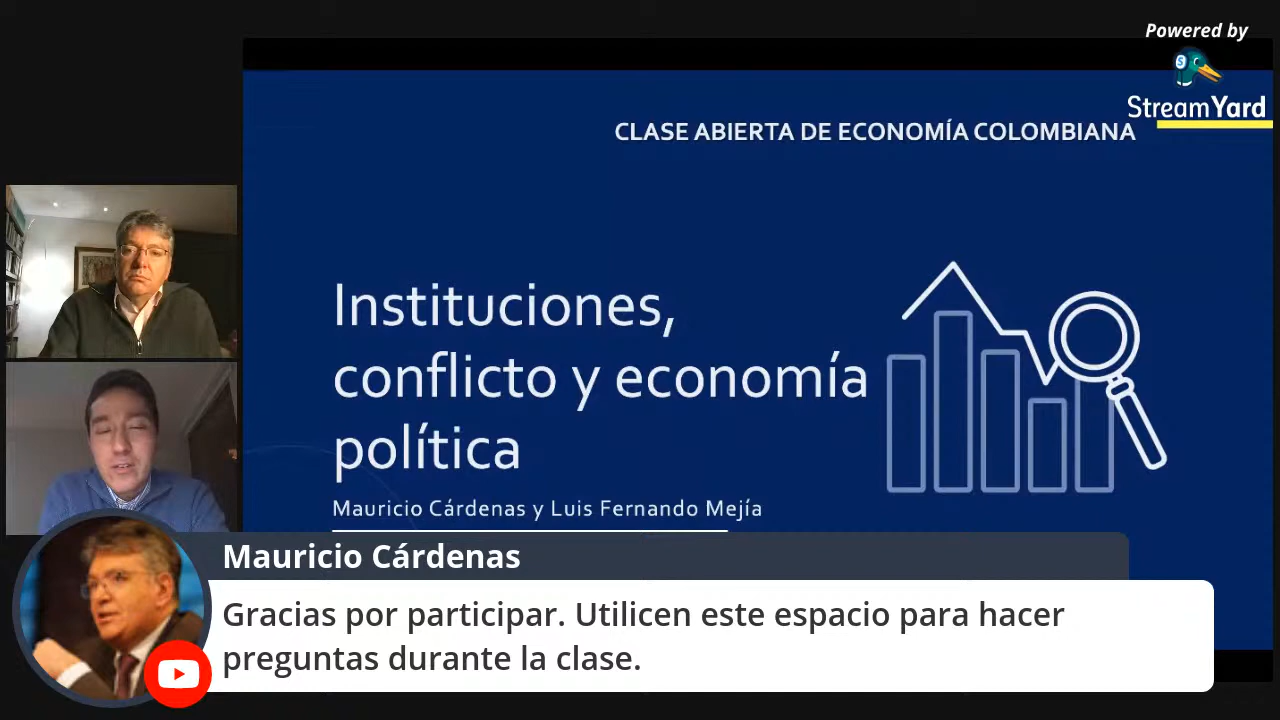 Powered by
StreamYard
CLASE ABIERTA DE ECONOMÍA COLOMBIANA
Instituciones,
conflicto y economía
política
Mauricio Cárdenas y Luis Fernando Mejía
Mauricio Cárdenas
Gracias por participar. Utilicen este espacio para hacer
preguntas durante la clase.